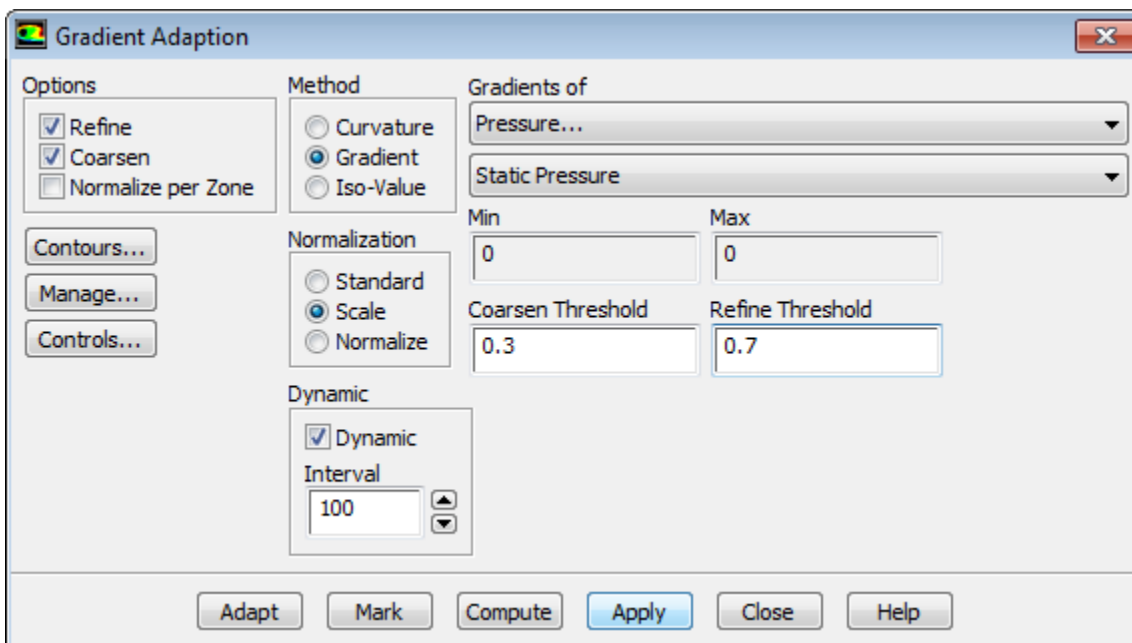 Gradient Adaption
Options
Refine
Coarsen
Normalize per Zone
Contours...
Manage...
Controls...
Method
Curvature
Gradient
Iso-Value
Normalization
Standard
Scale
Normalize
Dynamic
Dynamic
Interval
100
Gradients of
Pressure...
Static Pressure
Min Max
0 0
Coarsen Threshold Refine Threshold
0.3 0.7
Adapt Mark Compute Apply Close Help